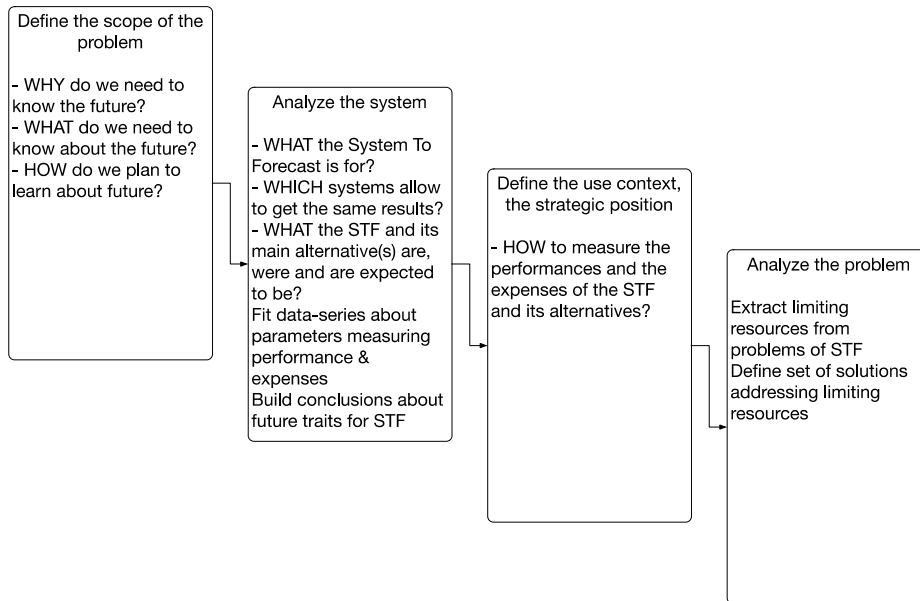 Define the scope of the
problem
- WHY do we need to
know the future?
- WHAT do we need to
know about the future?
- HOW do we plan to
learn about future?
Analyze the system
- WHAT the System To
Forecast is for?
- WHICH systems allow
to get the same results?
- WHAT the STF and its
main alternative(s) are,
were and are expected
to be?
Fit data-series about
parameters measuring
performance &
expenses
Build conclusions about
future traits for STF
Define the use context,
the strategic position
- HOW to measure the
performances and the
expenses of the STF
and its alternatives?
Analyze the problem
Extract limiting
resources from
problems of STF
Define set of solutions
addressing limiting
resources